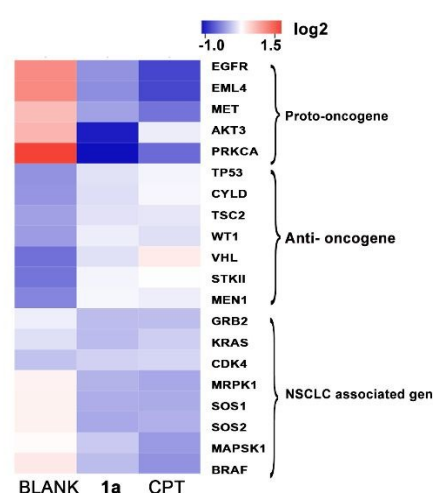 log2
-1.0 1.5
EGFR
EML4
MET
AKT3
PRKCA
Proto-oncogene
TP53
CYLD
TSC2
WT1
VHL
STKII
MEN1
Anti- oncogene
GRB2
KRAS
CDK4
MRPK1
SOS1
SOS2
MAPSK1
BRAF
NSCLC associated gen
BLANK 1a CPT